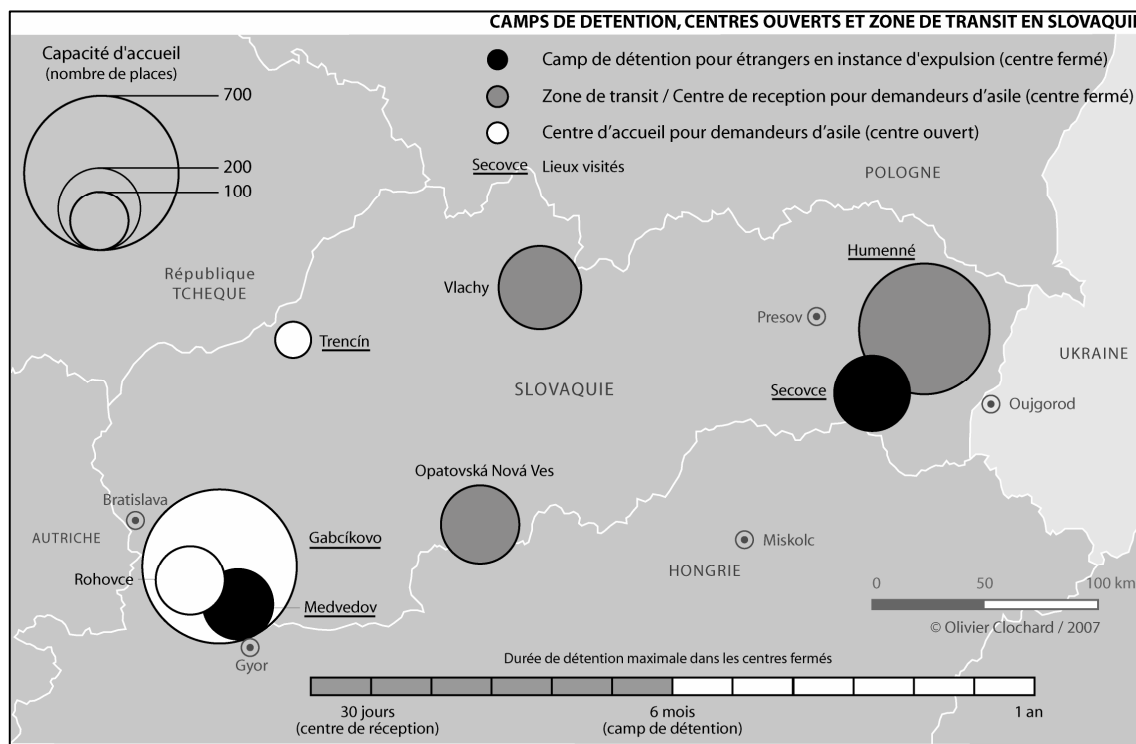 CAMPS DE DETENTION, CENTRES OUVERTS ET ZONE DE TRANSIT EN SLOVAQUIE
Capacité d'accueil
(nombre de places)
700
200
100
Camp de détention pour étrangers en instance d'expulsion (centre fermé)
Zone de transit / Centre de reception pour demandeurs d'asile (centre fermé)
Centre d'accueil pour demandeurs d'asile (centre ouvert)
Secovce Lieux visités
POLOGNE
République
TCHEQUE
Humenné
Vlachy
Presov
Trencín
UKRAINE
SLOVAQUIE
Secovce
Oujgorod
Opatovská Nová Ves
Bratislava
AUTRICHE
Gabcíkovo
Miskolc
HONGRIE
Rohovce
Medvedov
0 50 100 km
© Olivier Clochard / 2007
Gyor
Durée de détention maximale dans les centres fermés
30 jours
(centre de réception)
6 mois
(camp de détention)
1 an